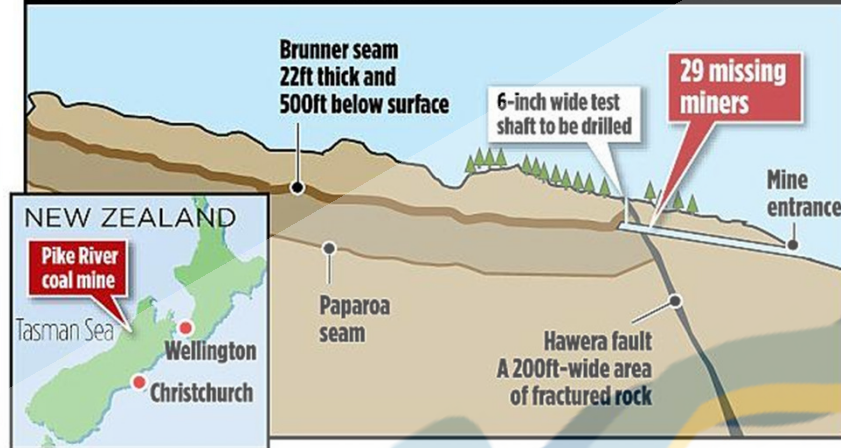 Brunner seam
22ft thick and
500ft below surface
6-inch wide test
shaft to be drilled
29 missing
miners
Mine
entrance
NEW ZEALAND
Pike River
coal mine
Tasman Sea
Wellington
Christchurch
Paparoa
seam
Hawera fault
A 200ft-wide area
of fractured rock